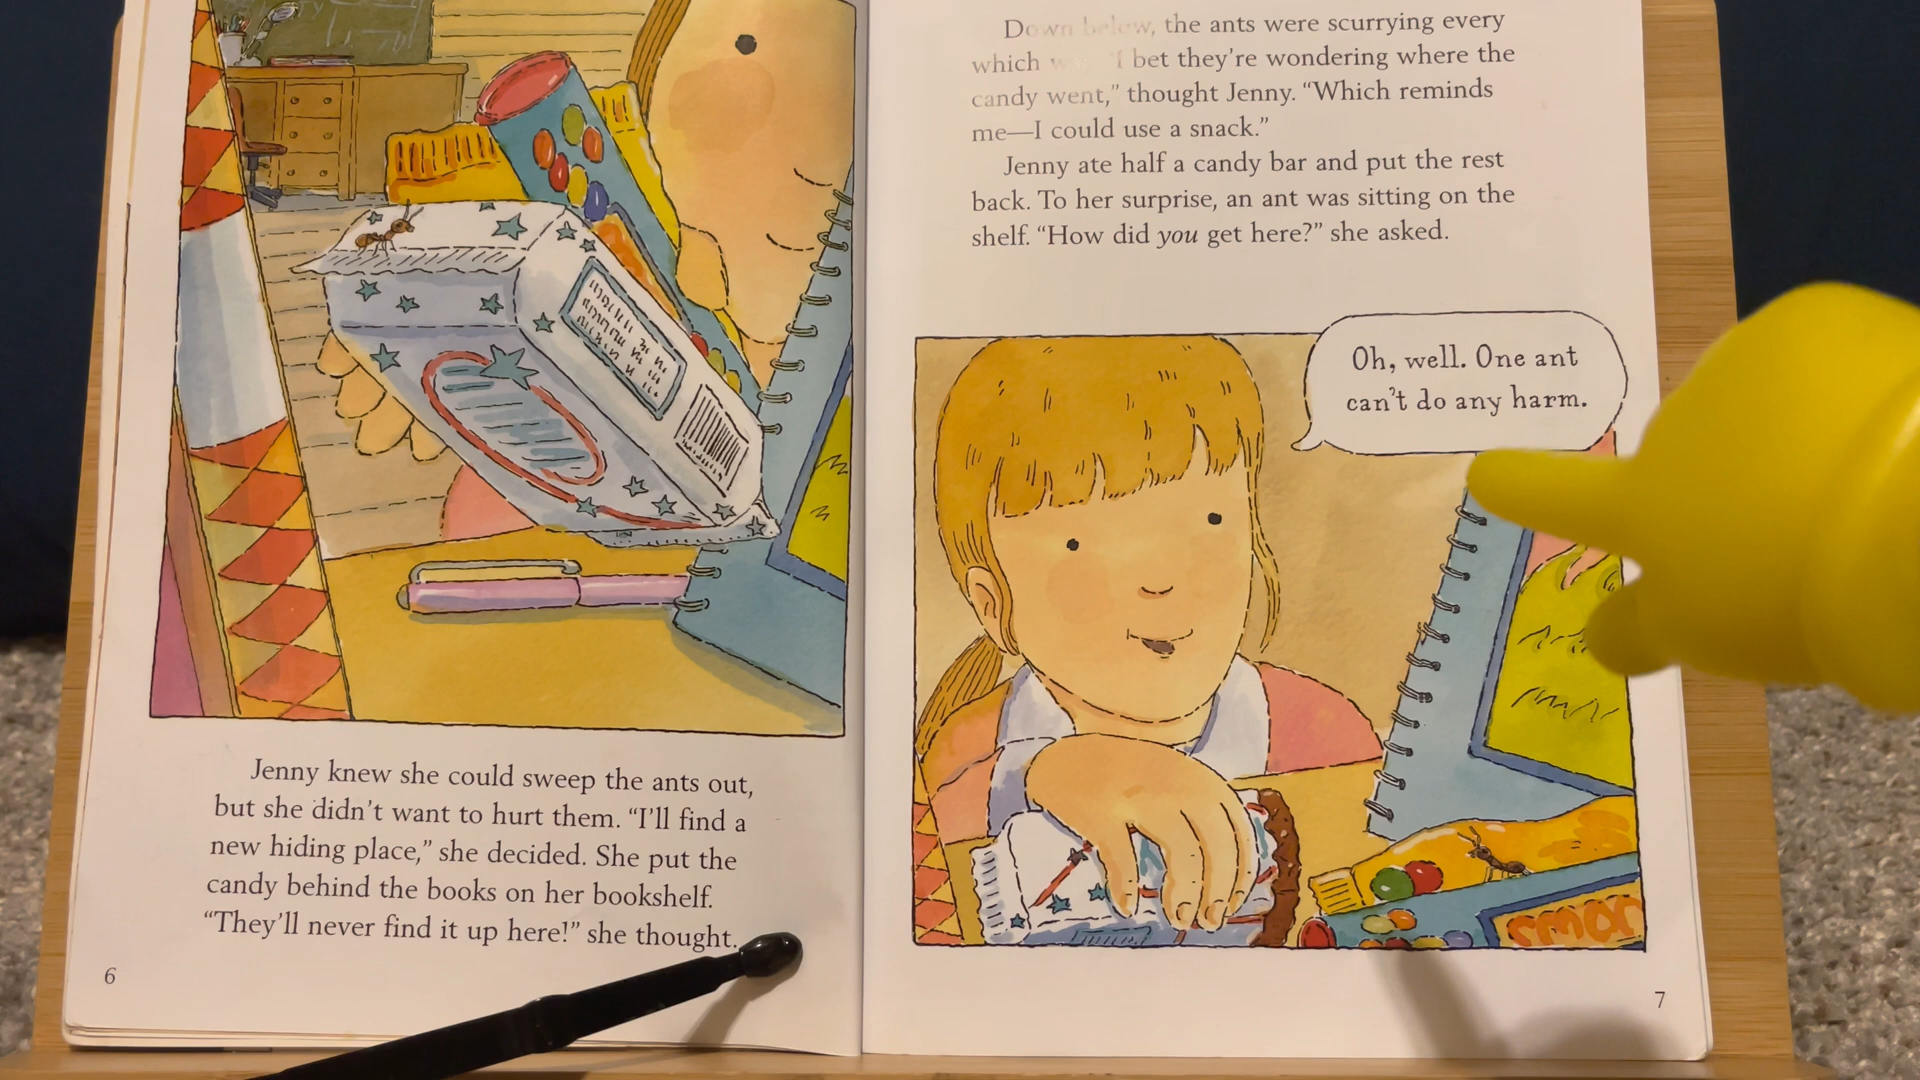 Jenny knew she could sweep the ants out,
but she didn't want to hurt them. “I'll find a
new hiding place,” she decided. She put the
candy behind the books on her bookshelf.
“They'll never find it up here!” she thought.
6
Down below, the ants were scurrying every
which “I bet they're wondering where the
candy went,” thought Jenny. “Which reminds
me—I could use a snack.”
Jenny ate half a candy bar and put the rest
back. To her surprise, an ant was sitting on the
shelf. “How did you get here?” she asked.
Oh, well. One ant
can't do any harm.
7